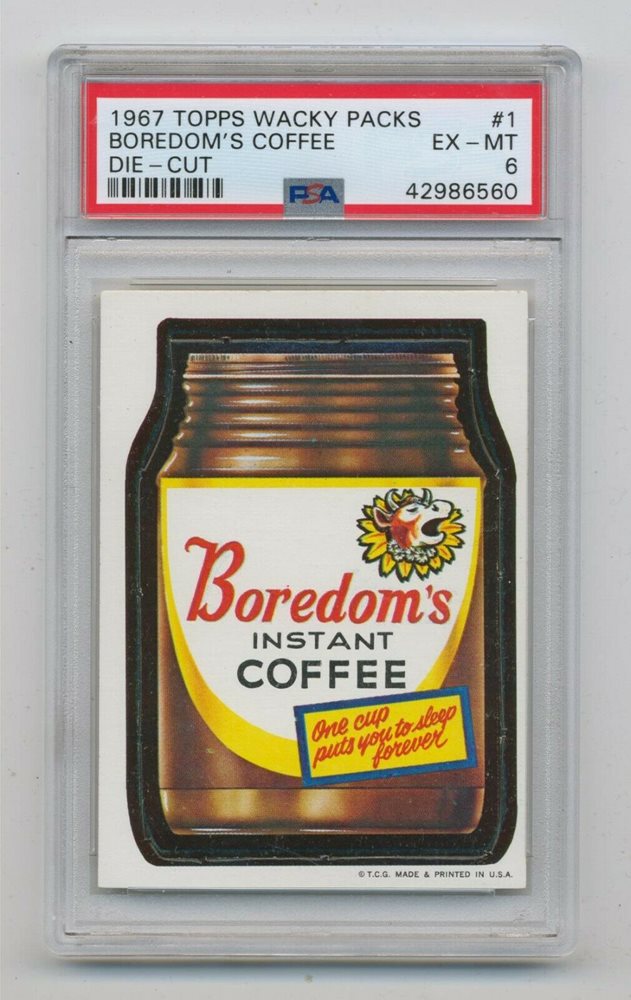 1967 TOPPS WACKY PACKS #1
BOREDOM'S COFFEE EX - MT
DIE - CUT 6
PSA 42986560
Boredom's
INSTANT
COFFEE
One cup
puts you to sleep
forever
© T.C.G. MADE & PRINTED IN U.S.A.